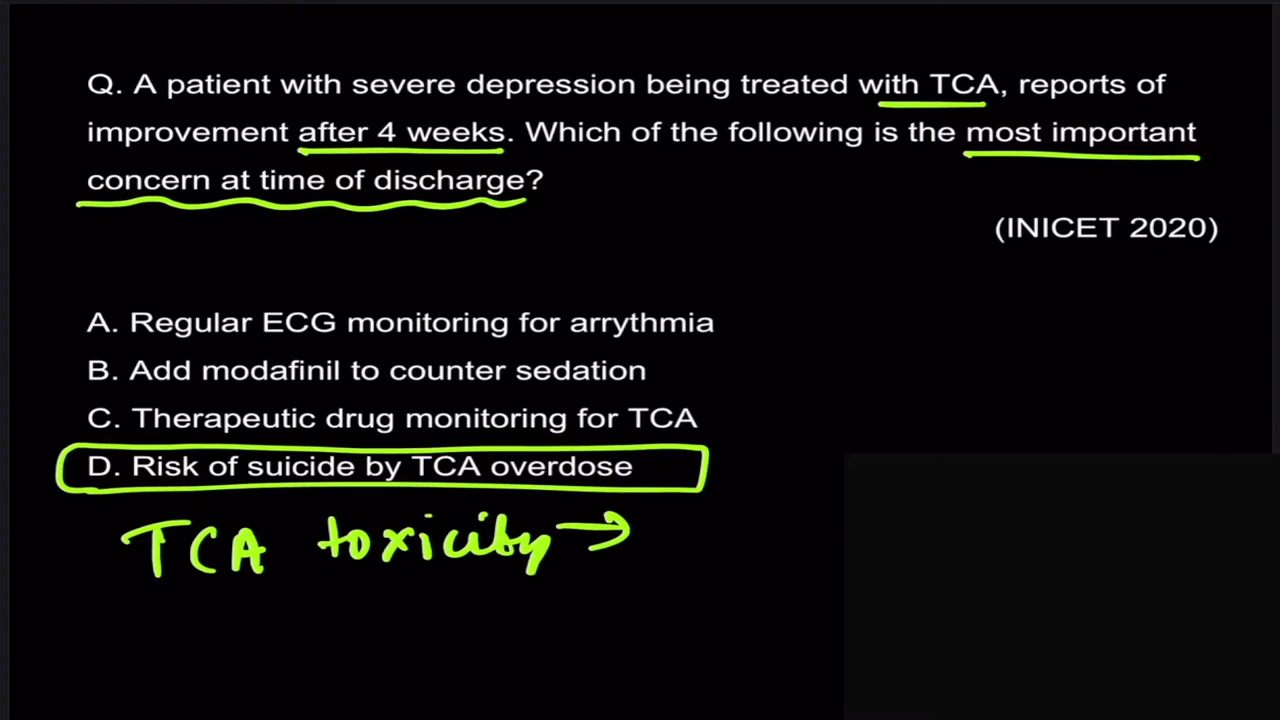 Q. A patient with severe depression being treated with TCA, reports of
improvement after 4 weeks. Which of the following is the most important
concern at time of discharge?
(INICET 2020)
A. Regular ECG monitoring for arrythmia
B. Add modafinil to counter sedation
C. Therapeutic drug monitoring for TCA
D. Risk of suicide by TCA overdose
TCA toxicity →